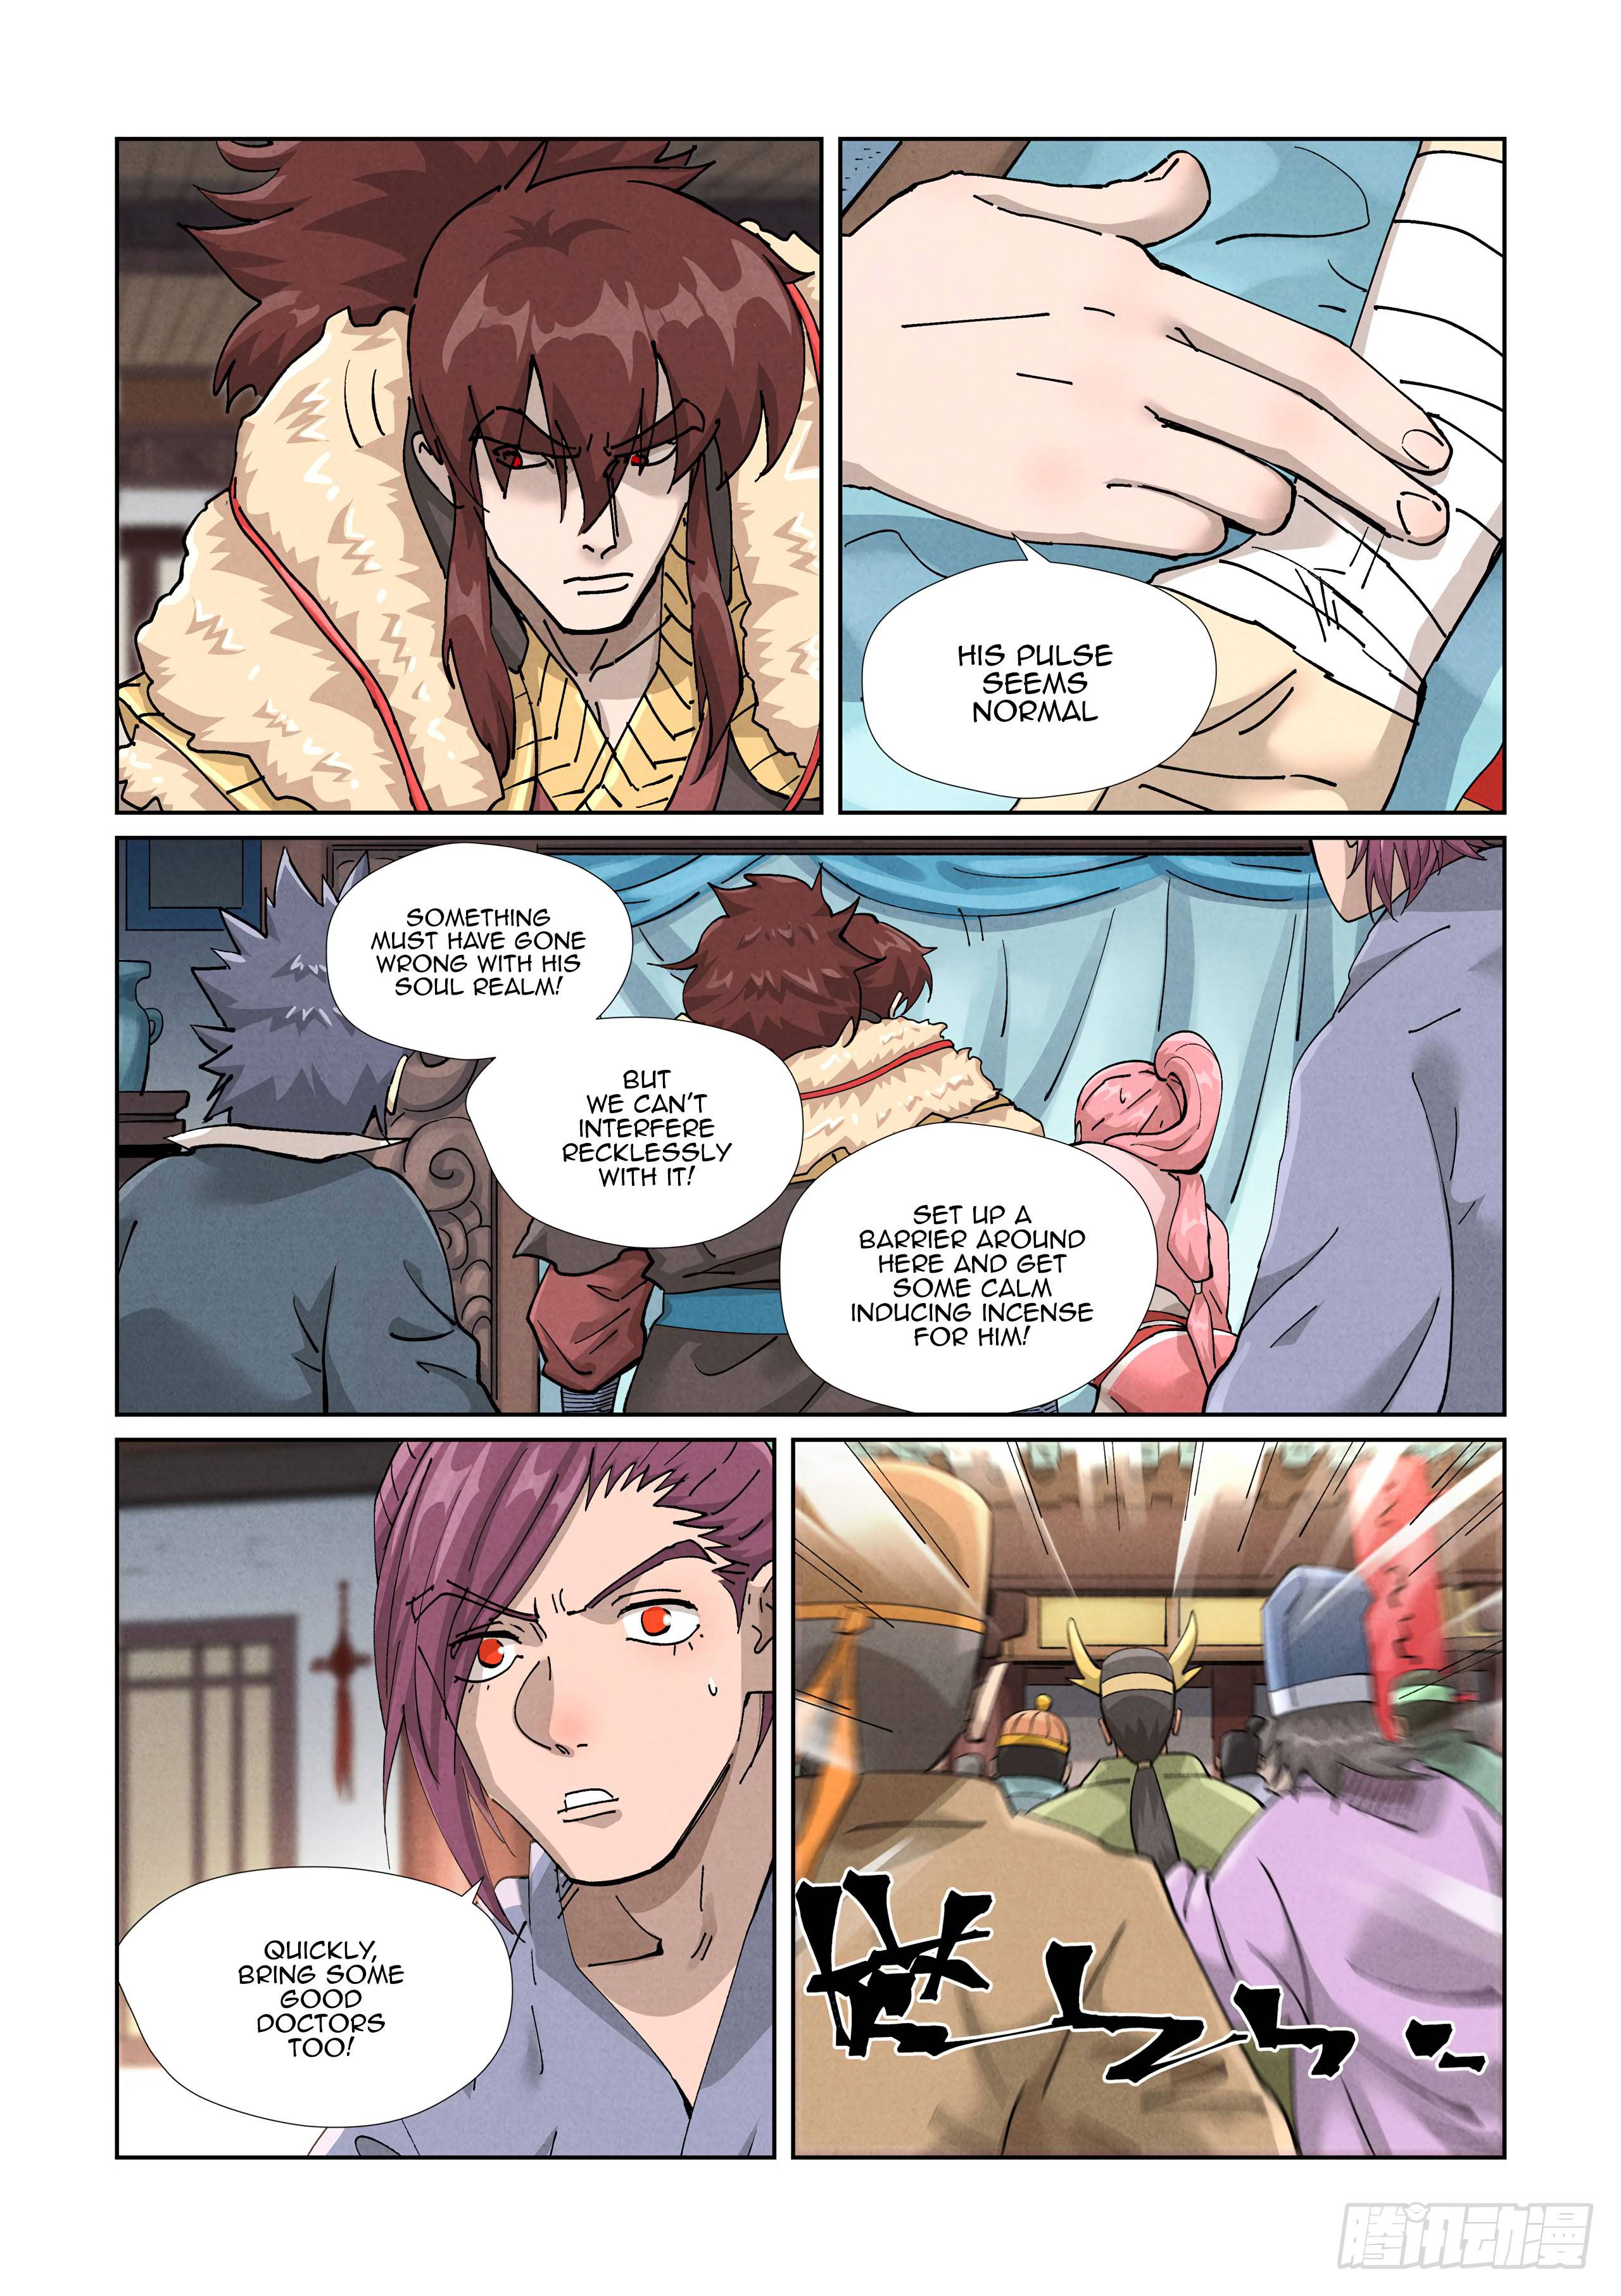 HIS PULSE
SEEMS
NORMAL
SOMETHING
MUST HAVE GONE
WRONG WITH HIS
SOUL REALM!
BUT
WE CAN'T
INTERFERE
RECKLESSLY
WITH IT!
SET UP A
BARRIER AROUND
HERE AND GET
SOME CALM
INDUCING INCENSE
FOR HIM!
QUICKLY,
BRING SOME
GOOD
DOCTORS
TOO!
腾讯动漫